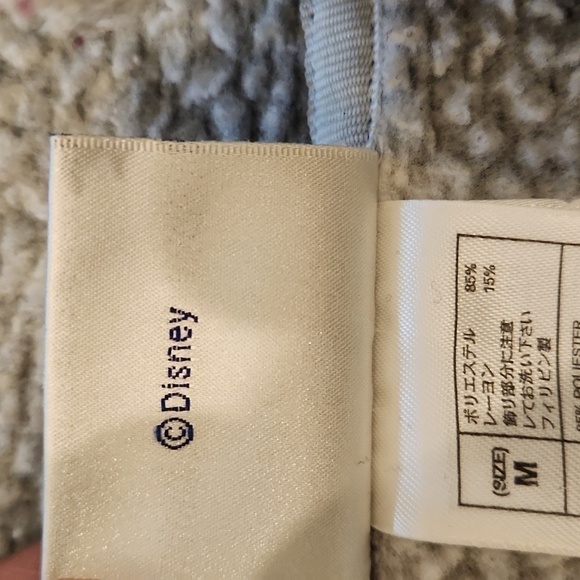 ©Disney
(SIZE)
M
ポリエステル 85%
レーヨン 15%
飾り部分に注意
してお洗い下さい
フィリピン製
POLYESTER